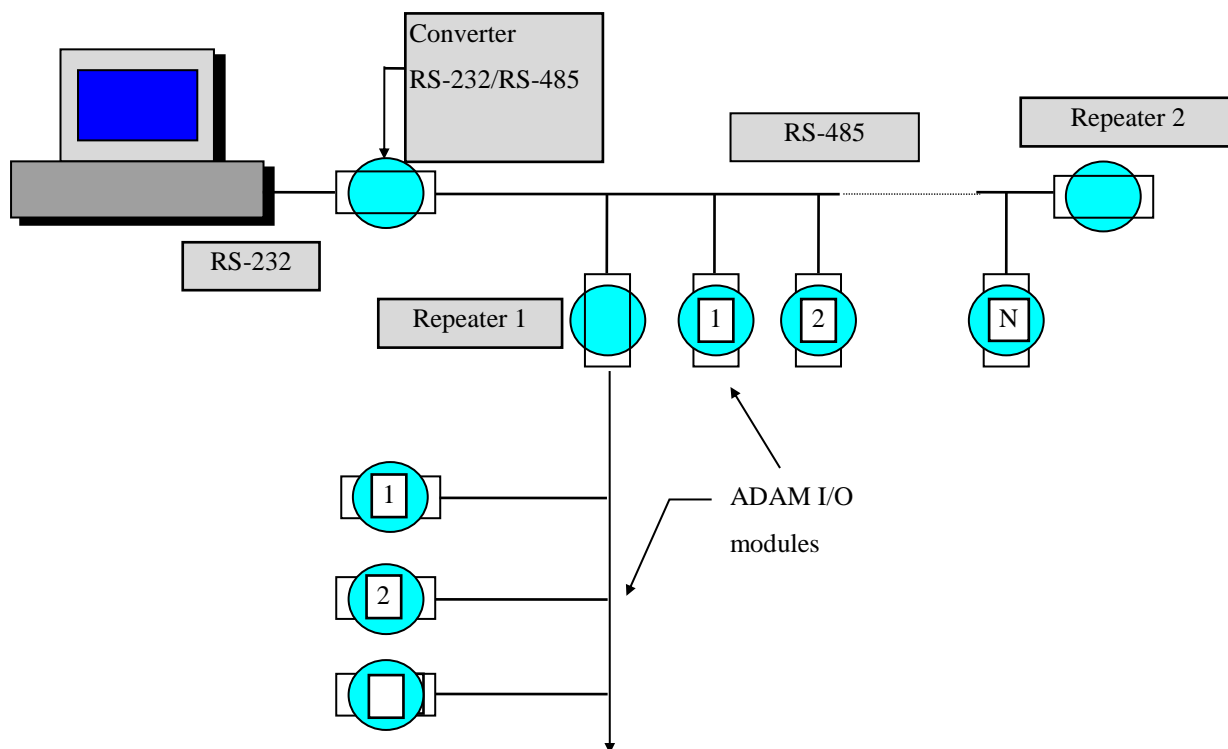 Converter
RS-232/RS-485
RS-485
Repeater 2
RS-232
Repeater 1
1
2
N
1
ADAM I/O
modules
2